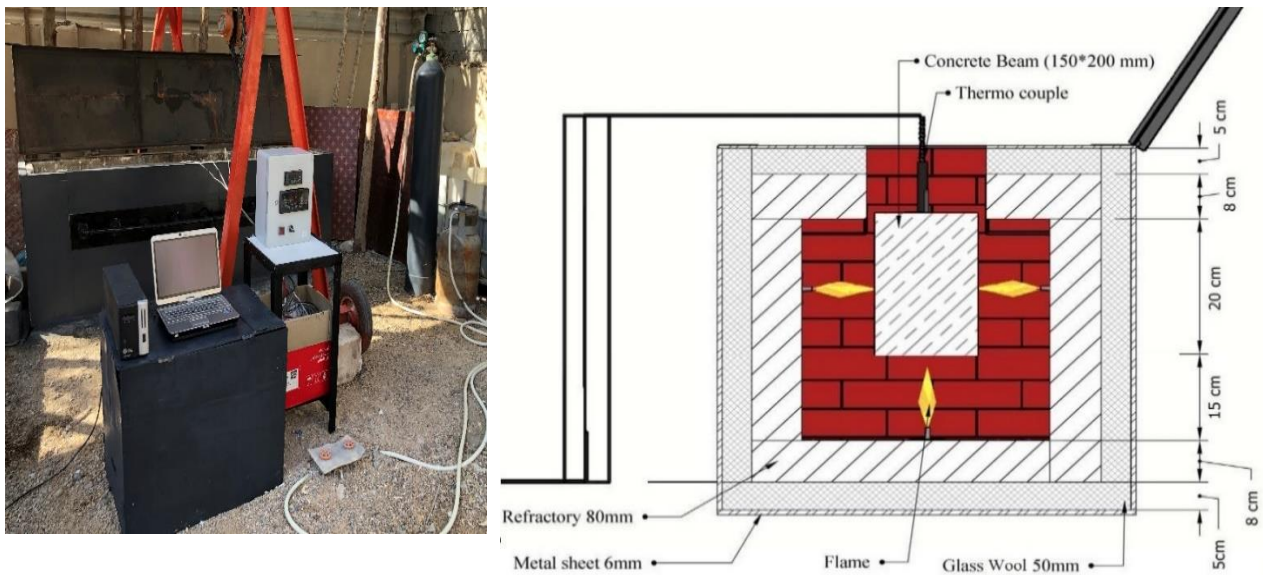 Concrete Beam (150*200 mm)
Thermo couple
5 cm
8 cm
20 cm
15 cm
8 cm
5cm
Refractory 80mm
Metal sheet 6mm
Flame
Glass Wool 50mm